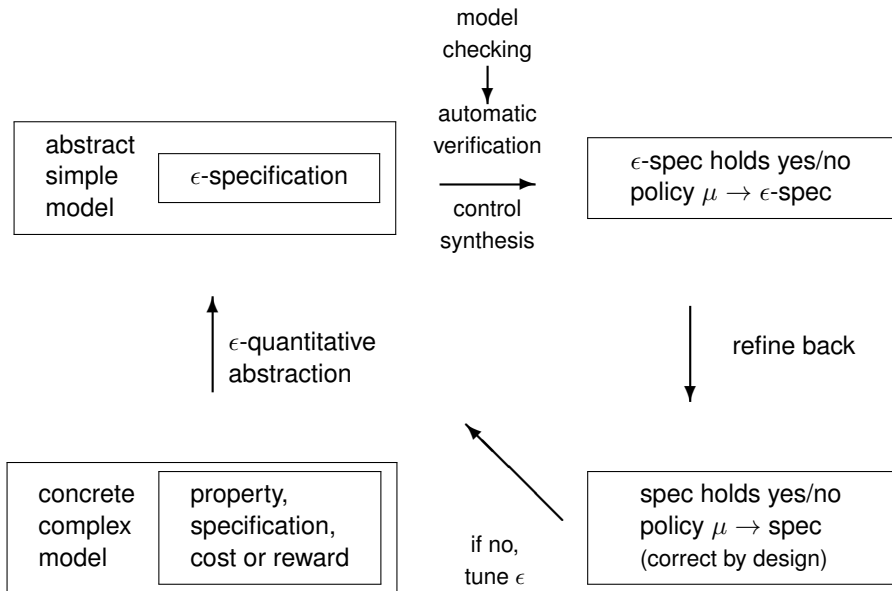 model
checking
automatic
verification
abstract
simple
model
ϵ-specification
control
synthesis
ϵ-spec holds yes/no
policy μ → ϵ-spec
ϵ-quantitative
abstraction
refine back
concrete
complex
model
property,
specification,
cost or reward
if no,
tune ϵ
spec holds yes/no
policy μ → spec
(correct by design)